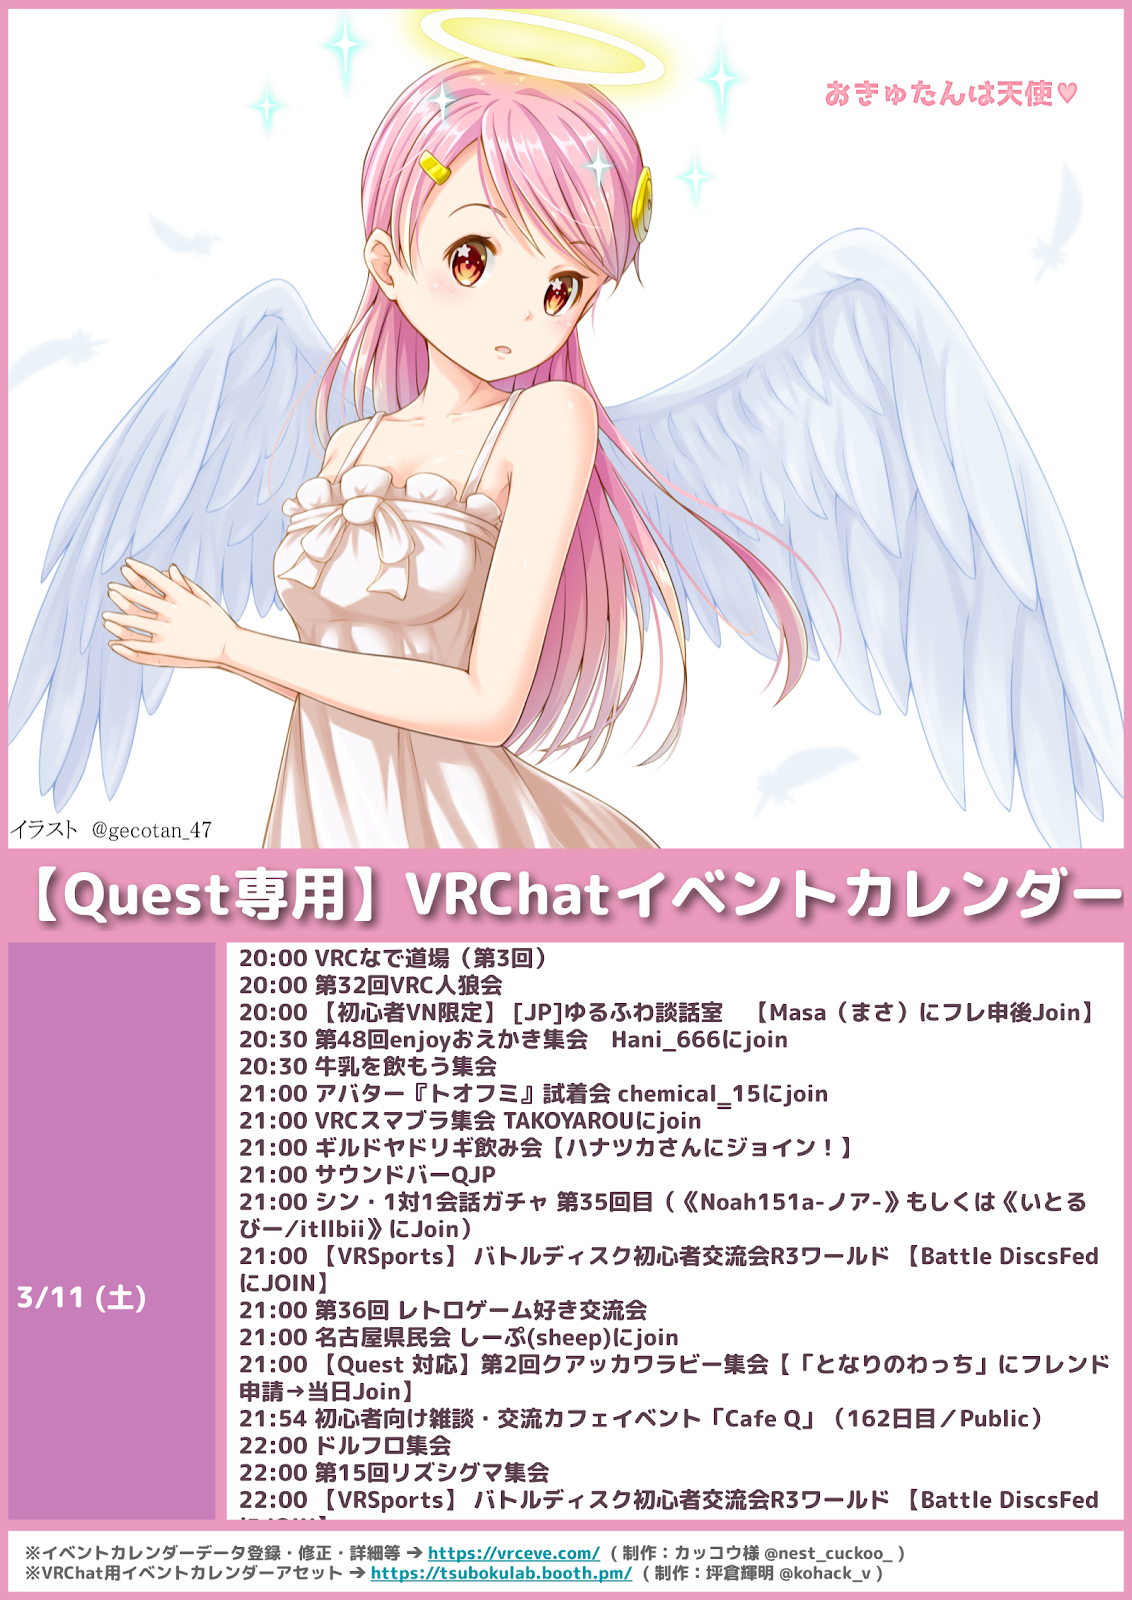 おきゅたんは天使♥
イラスト @gecotan_47
【Quest専用】VRChatイベントカレンダー
3/11 (土)
20:00 VRCなで道場（第3回）
20:00 第32回VRC人狼会
20:00 【初心者VN限定】 [JP]ゆるふわ談話室　【Masa（まさ）にフレ申後Join】
20:30 第48回enjoyおえかき集会　Hani_666にjoin
20:30 牛乳を飲もう集会
21:00 アバター『トオフミ』試着会 chemical_15にjoin
21:00 VRCスマブラ集会 TAKOYAROUにjoin
21:00 ギルドヤドリギ飲み会【ハナツカさんにジョイン！】
21:00 サウンドバーQJP
21:00 シン・1対1会話ガチャ 第35回目（《Noah151a-ノア-》もしくは《いとる
びー/itllbii》にJoin）
21:00 【VRSports】 バトルディスク初心者交流会R3ワールド 【Battle DiscsFed
にJOIN】
21:00 第36回 レトロゲーム好き交流会
21:00 名古屋県民会 しーぷ(sheep)にjoin
21:00 【Quest 対応】第2回クアッカワラビー集会【「となりのわっち」にフレンド
申請→当日Join】
21:54 初心者向け雑談・交流カフェイベント「Cafe Q」（162日目／Public）
22:00 ドルフロ集会
22:00 第15回リズシグマ集会
22:00 【VRSports】 バトルディスク初心者交流会R3ワールド 【Battle DiscsFed
※イベントカレンダーデータ登録・修正・詳細等 ➔ https://vrceve.com/ ( 制作：カッコウ様 @nest_cuckoo_ )
※VRChat用イベントカレンダーアセット ➔ https://tsubokulab.booth.pm/ ( 制作：坪倉輝明 @kohack_v )